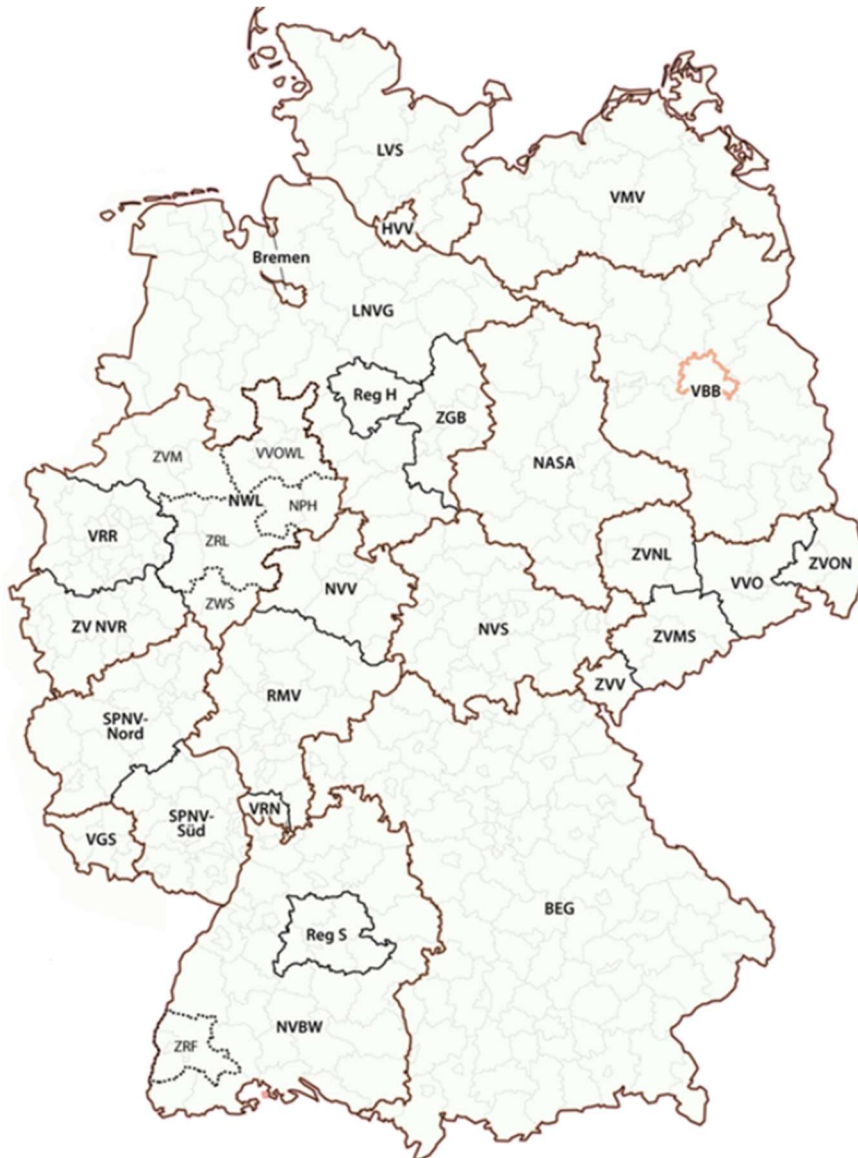 LVS
VMV
HVV
Bremen
LNVG
VBB
Reg H
ZGB
ZVM
VVOWL
NASA
NWL
NPH
VRR
ZRL
ZVNL
ZVON
VVO
NVV
ZWS
ZV NVR
NVS
ZVMS
ZVV
RMV
SPNV-
Nord
VRN
SPNV-
Süd
VGS
BEG
Reg S
NVBW
ZRF